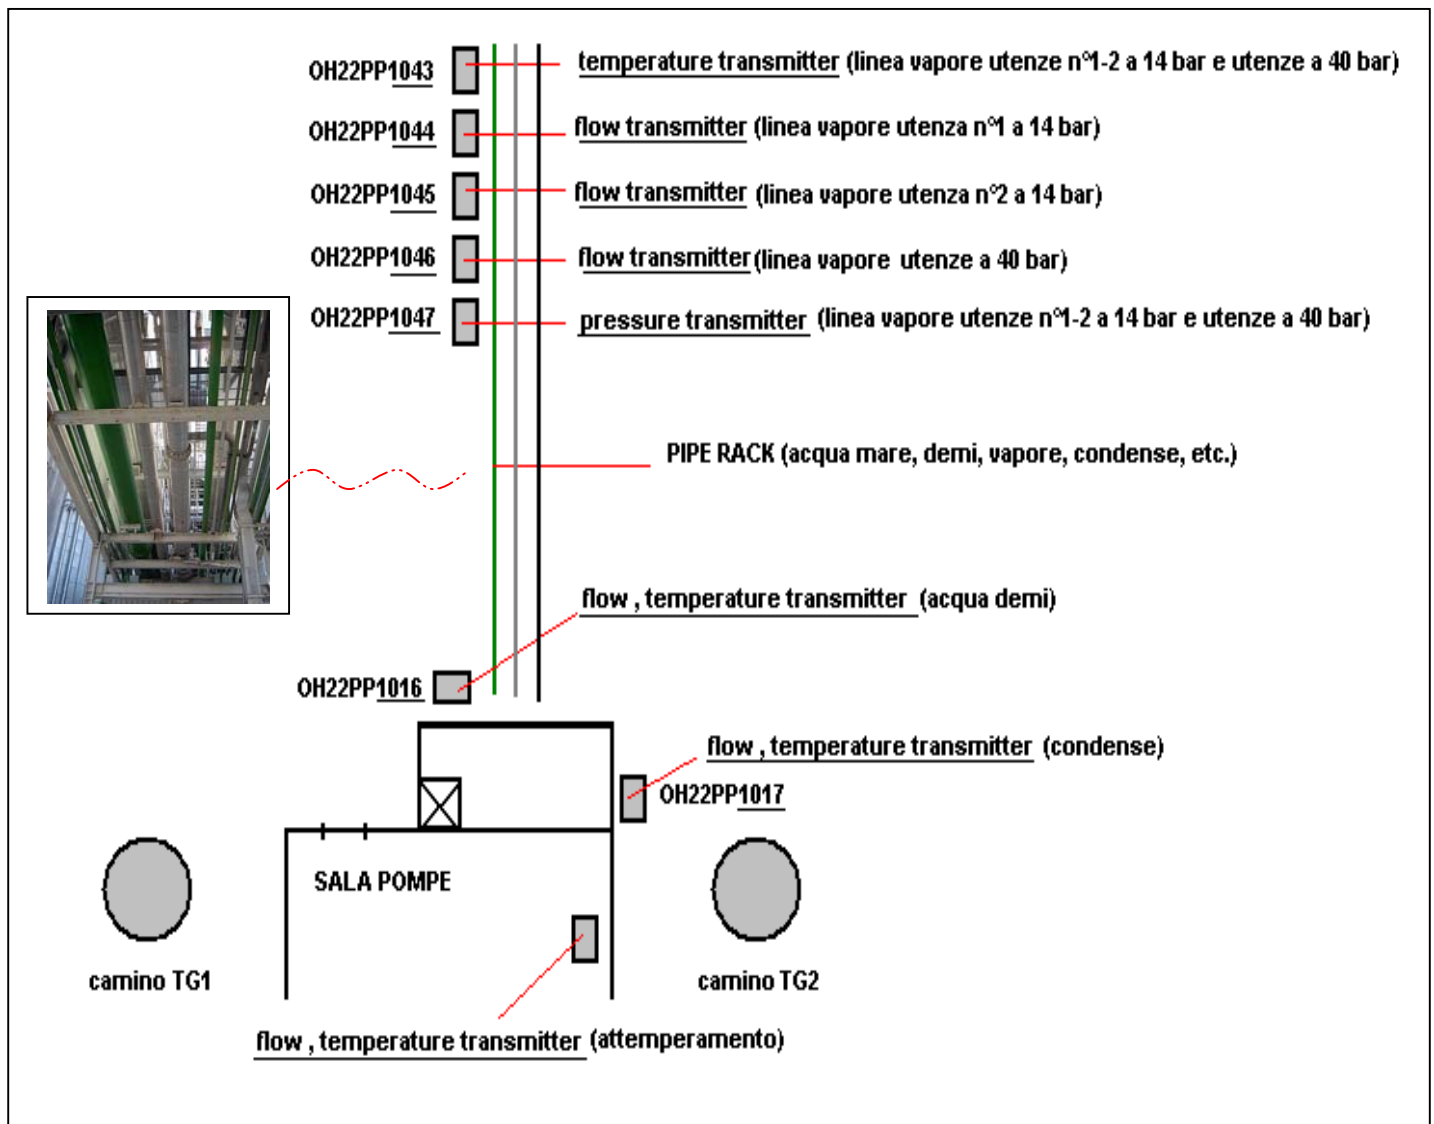 OH22PP1043 temperature transmitter (linea vapore utenze n°1-2 a 14 bar e utenze a 40 bar)
OH22PP1044 flow transmitter (linea vapore utenza n°1 a 14 bar)
OH22PP1045 flow transmitter (linea vapore utenza n°2 a 14 bar)
OH22PP1046 flow transmitter (linea vapore utenze a 40 bar)
OH22PP1047 pressure transmitter (linea vapore utenze n°1-2 a 14 bar e utenze a 40 bar)
PIPE RACK (acqua mare, demi, vapore, condense, etc.)
flow , temperature transmitter (acqua demi)
OH22PP1016
flow , temperature transmitter (condense)
OH22PP1017
SALA POMPE
camino TG1
camino TG2
flow , temperature transmitter (attemperamento)